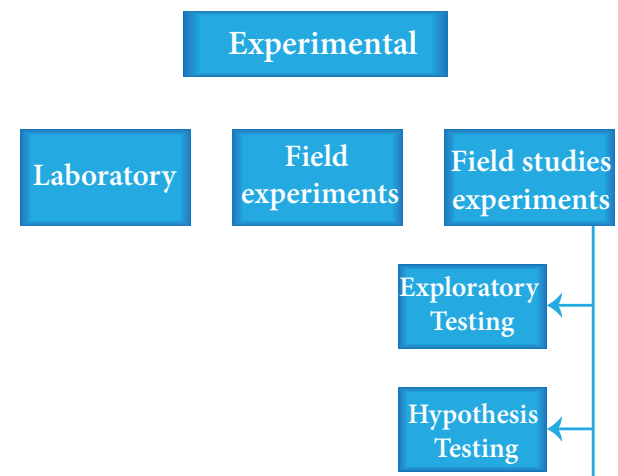 Experimental
Laboratory
Field
experiments
Field studies
experiments
Exploratory
Testing
Hypothesis
Testing